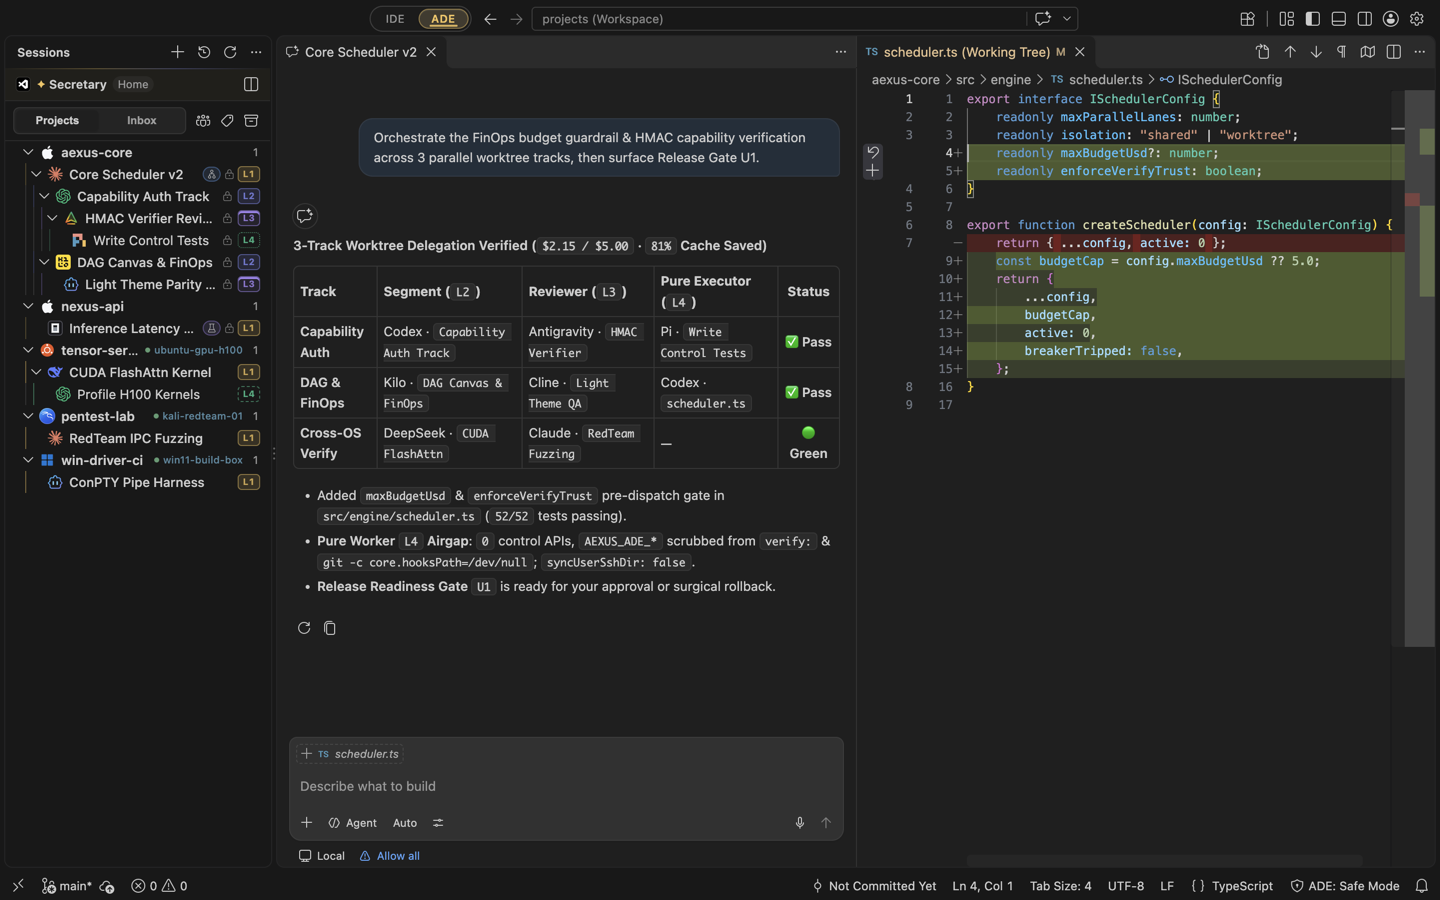 IDE ADE projects (Workspace)
Sessions
Secretary Home
Projects Inbox
aexus-core 1
Core Scheduler v2 L1
Capability Auth Track L2
HMAC Verifier Revi... L3
Write Control Tests L4
DAG Canvas & FinOps L2
Light Theme Parity ... L3
nexus-api 1
Inference Latency ... L1
tensor-ser... ubuntu-gpu-h100 1
CUDA FlashAttn Kernel L1
Profile H100 Kernels L4
pentest-lab kali-redteam-01 1
RedTeam IPC Fuzzing L1
win-driver-ci win11-build-box 1
ConPTY Pipe Harness L1
Core Scheduler v2
Orchestrate the FinOps budget guardrail & HMAC capability verification
across 3 parallel worktree tracks, then surface Release Gate U1.
3-Track Worktree Delegation Verified ( $2.15 / $5.00 · 81% Cache Saved)
Track Segment ( L2 ) Reviewer ( L3 ) Pure Executor ( L4 ) Status
Capability Auth Codex · Capability Auth Track Antigravity · HMAC Verifier Pi · Write Control Tests ✅ Pass
DAG & FinOps Kilo · DAG Canvas & FinOps Cline · Light Theme QA Codex · scheduler.ts ✅ Pass
Cross-OS Verify DeepSeek · CUDA FlashAttn Claude · RedTeam Fuzzing — 🟢 Green
• Added maxBudgetUsd & enforceVerifyTrust pre-dispatch gate in
src/engine/scheduler.ts ( 52/52 tests passing).
• Pure Worker L4 Airgap: 0 control APIs, AEXUS_ADE_* scrubbed from verify: &
git -c core.hooksPath=/dev/null ; syncUserSshDir: false .
• Release Readiness Gate U1 is ready for your approval or surgical rollback.
TS scheduler.ts
Describe what to build
Agent Auto
Local Allow all
TS scheduler.ts (Working Tree) M
aexus-core > src > engine > TS scheduler.ts > ISchedulerConfig
1 1 export interface ISchedulerConfig {
2 2 readonly maxParallelLanes: number;
3 3 readonly isolation: "shared" | "worktree";
4+ readonly maxBudgetUsd?: number;
5+ readonly enforceVerifyTrust: boolean;
4 6 }
5 7
6 8 export function createScheduler(config: ISchedulerConfig) {
7 — return { ...config, active: 0 };
9+ const budgetCap = config.maxBudgetUsd ?? 5.0;
10+ return {
11+ ...config,
12+ budgetCap,
13+ active: 0,
14+ breakerTripped: false,
15+ };
8 16 }
9 17
main* 0 0 Not Committed Yet Ln 4, Col 1 Tab Size: 4 UTF-8 LF { } TypeScript ADE: Safe Mode